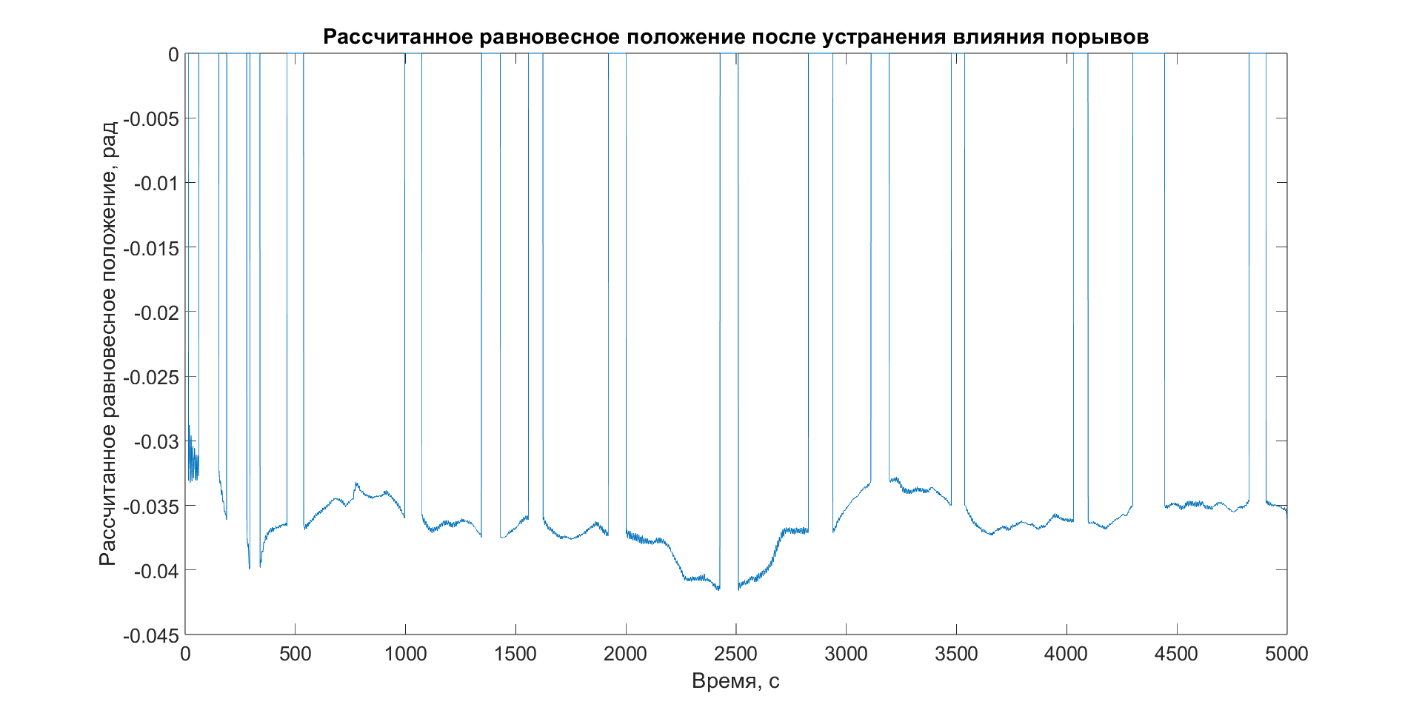 Рассчитанное равновесное положение после устранения влияния порывов
0
-0.005
-0.01
-0.015
-0.02
-0.025
-0.03
-0.035
-0.04
-0.045
Рассчитанное равновесное положение, рад
0 500 1000 1500 2000 2500 3000 3500 4000 4500 5000
Время, с